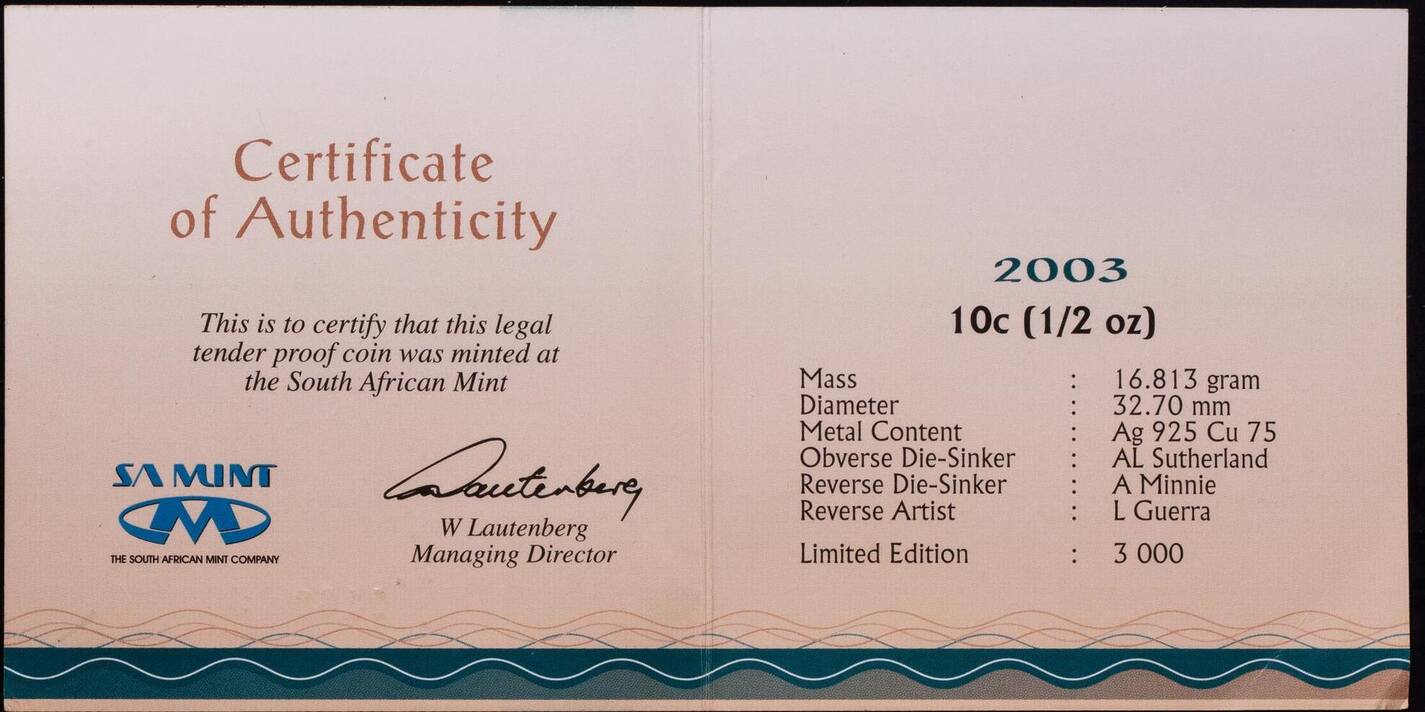 Certificate
of Authenticity
This is to certify that this legal
tender proof coin was minted at
the South African Mint
SA MINT
THE SOUTH AFRICAN MINT COMPANY
Lautenberg
W Lautenberg
Managing Director
2003
10c (1/2 oz)
Mass : 16.813 gram
Diameter : 32.70 mm
Metal Content : Ag 925 Cu 75
Obverse Die-Sinker : AL Sutherland
Reverse Die-Sinker : A Minnie
Reverse Artist : L Guerra
Limited Edition : 3 000